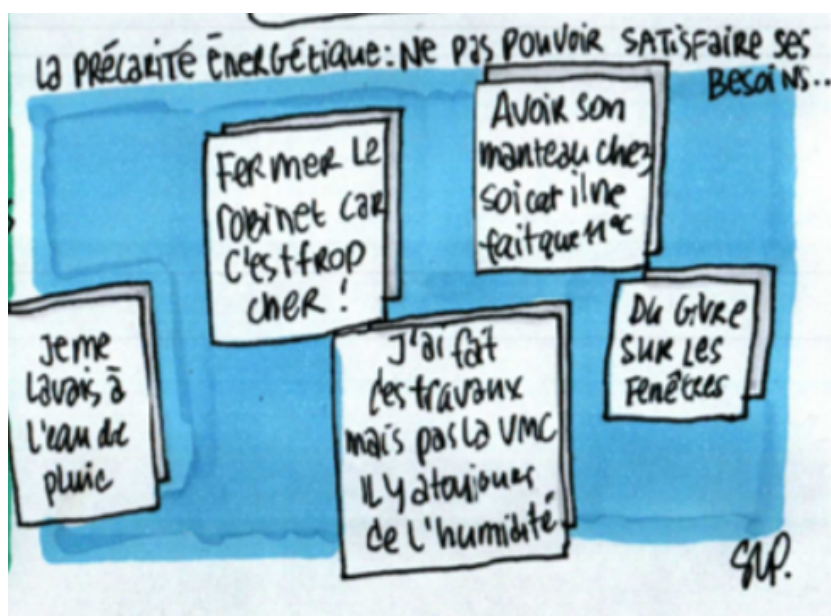 La PRÉCARITÉ ÉNERGÉTIQUE: NE PAS POUVOIR SATISFAIRE SES
BESOINS...
FERMER LE
ROBINET CAR
C'EST TROP
CHER !
AVOIR SON
manteau chez
soi car il ne
fait que 11°C
Je me
Lavais à
L'eau de
pluie
J'ai fait
des travaux
mais pas la VMC
IL Y a toujours
de L'humidité
DU GIVRE
SUR LES
Fenêtres